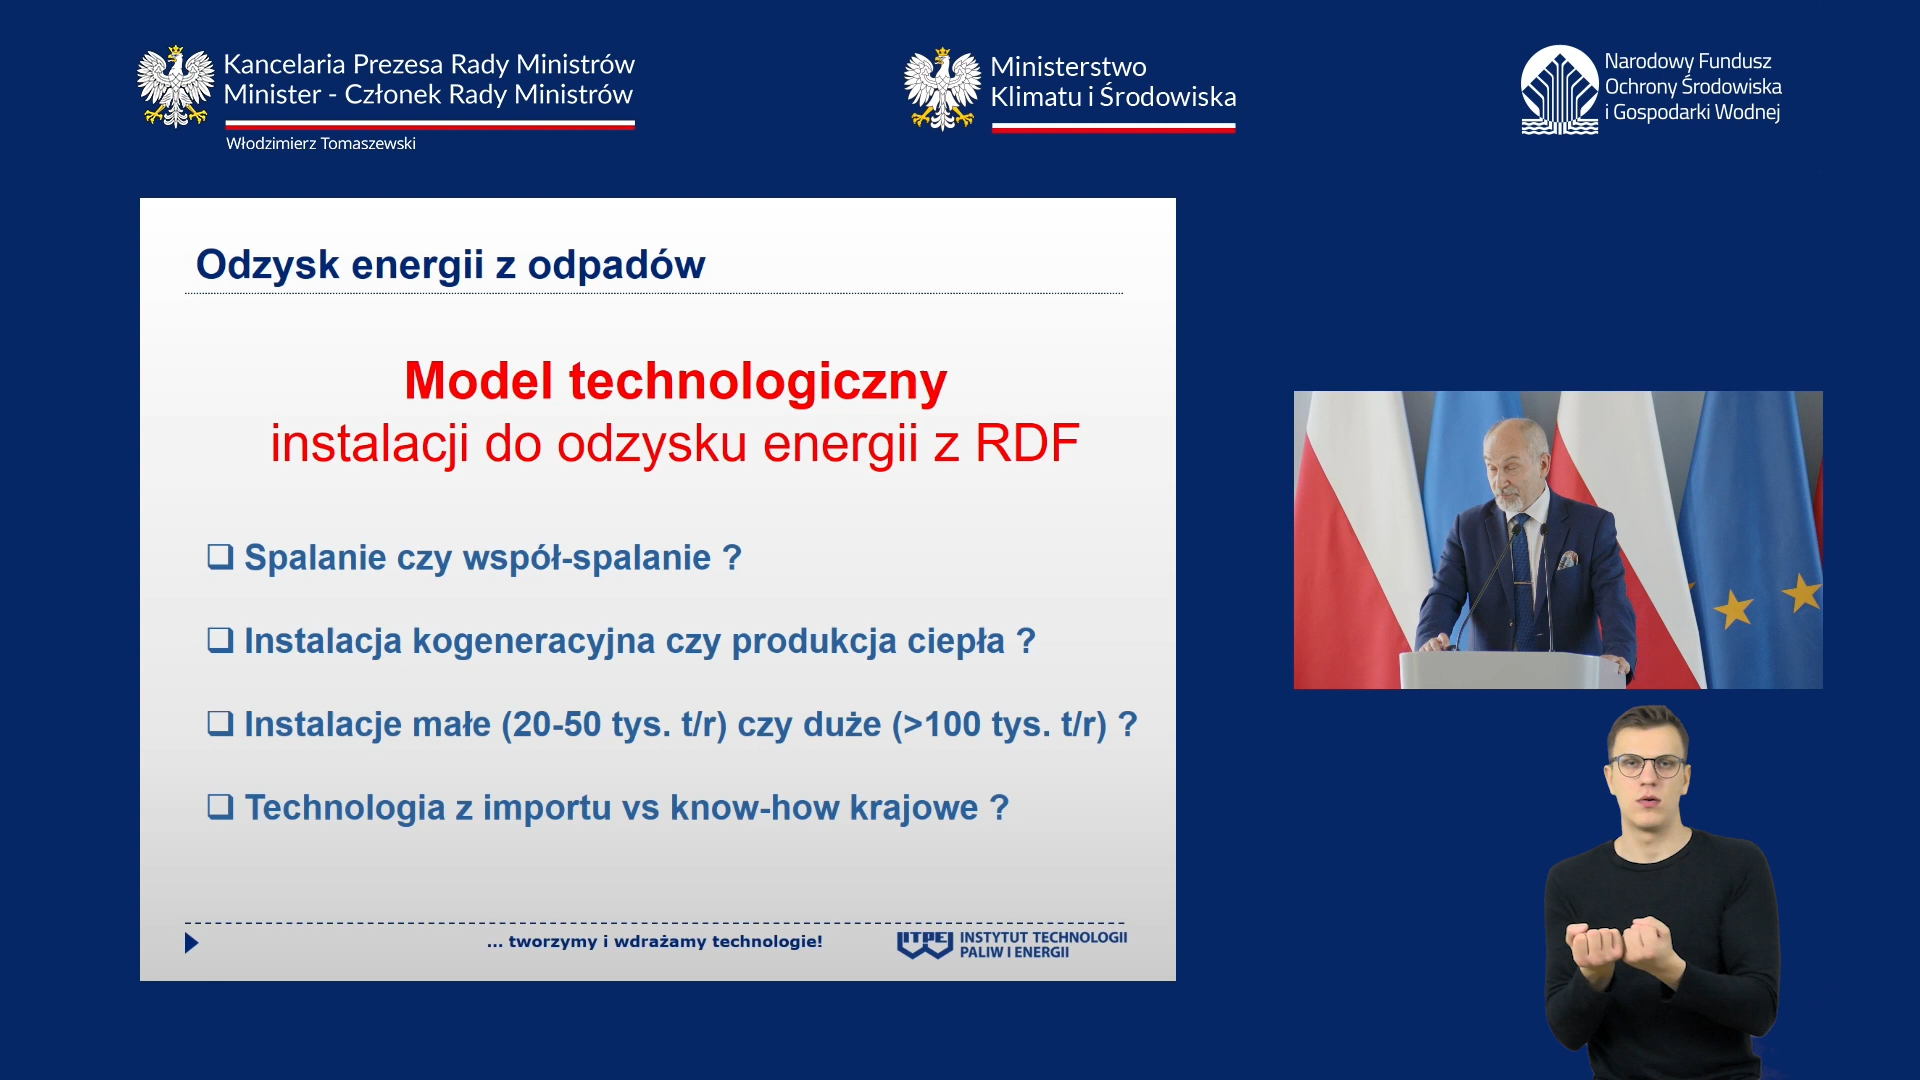 Kancelaria Prezesa Rady Ministrów
Minister - Członek Rady Ministrów
Włodzimierz Tomaszewski
Ministerstwo
Klimatu i Środowiska
Narodowy Fundusz
Ochrony Środowiska
i Gospodarki Wodnej
Odzysk energii z odpadów
Model technologiczny
instalacji do odzysku energii z RDF
Spalanie czy współ-spalanie ?
Instalacja kogeneracyjna czy produkcja ciepła ?
Instalacje małe (20-50 tys. t/r) czy duże (>100 tys. t/r) ?
Technologia z importu vs know-how krajowe ?
... tworzymy i wdrażamy technologie!
ITPE
INSTYTUT TECHNOLOGII
PALIW I ENERGII